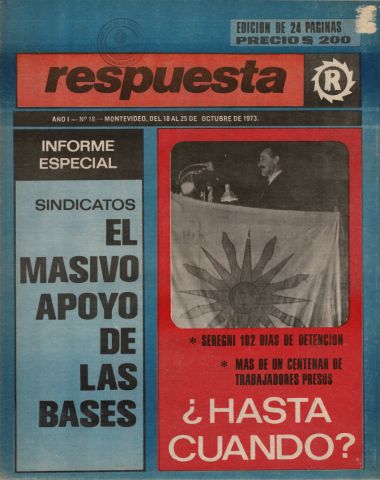 EDICION DE 24 PAGINAS
PRECIO $ 200
respuesta
R
AÑO I — Nº 18 — MONTEVIDEO, DEL 18 AL 25 DE OCTUBRE DE 1973.
INFORME
ESPECIAL
SINDICATOS
EL
MASIVO
APOYO
DE
LAS
BASES
* SEREGNI 102 DIAS DE DETENCION
* MAS DE UN CENTENAR DE
TRABAJADORES PRESOS
¿HASTA
CUANDO?